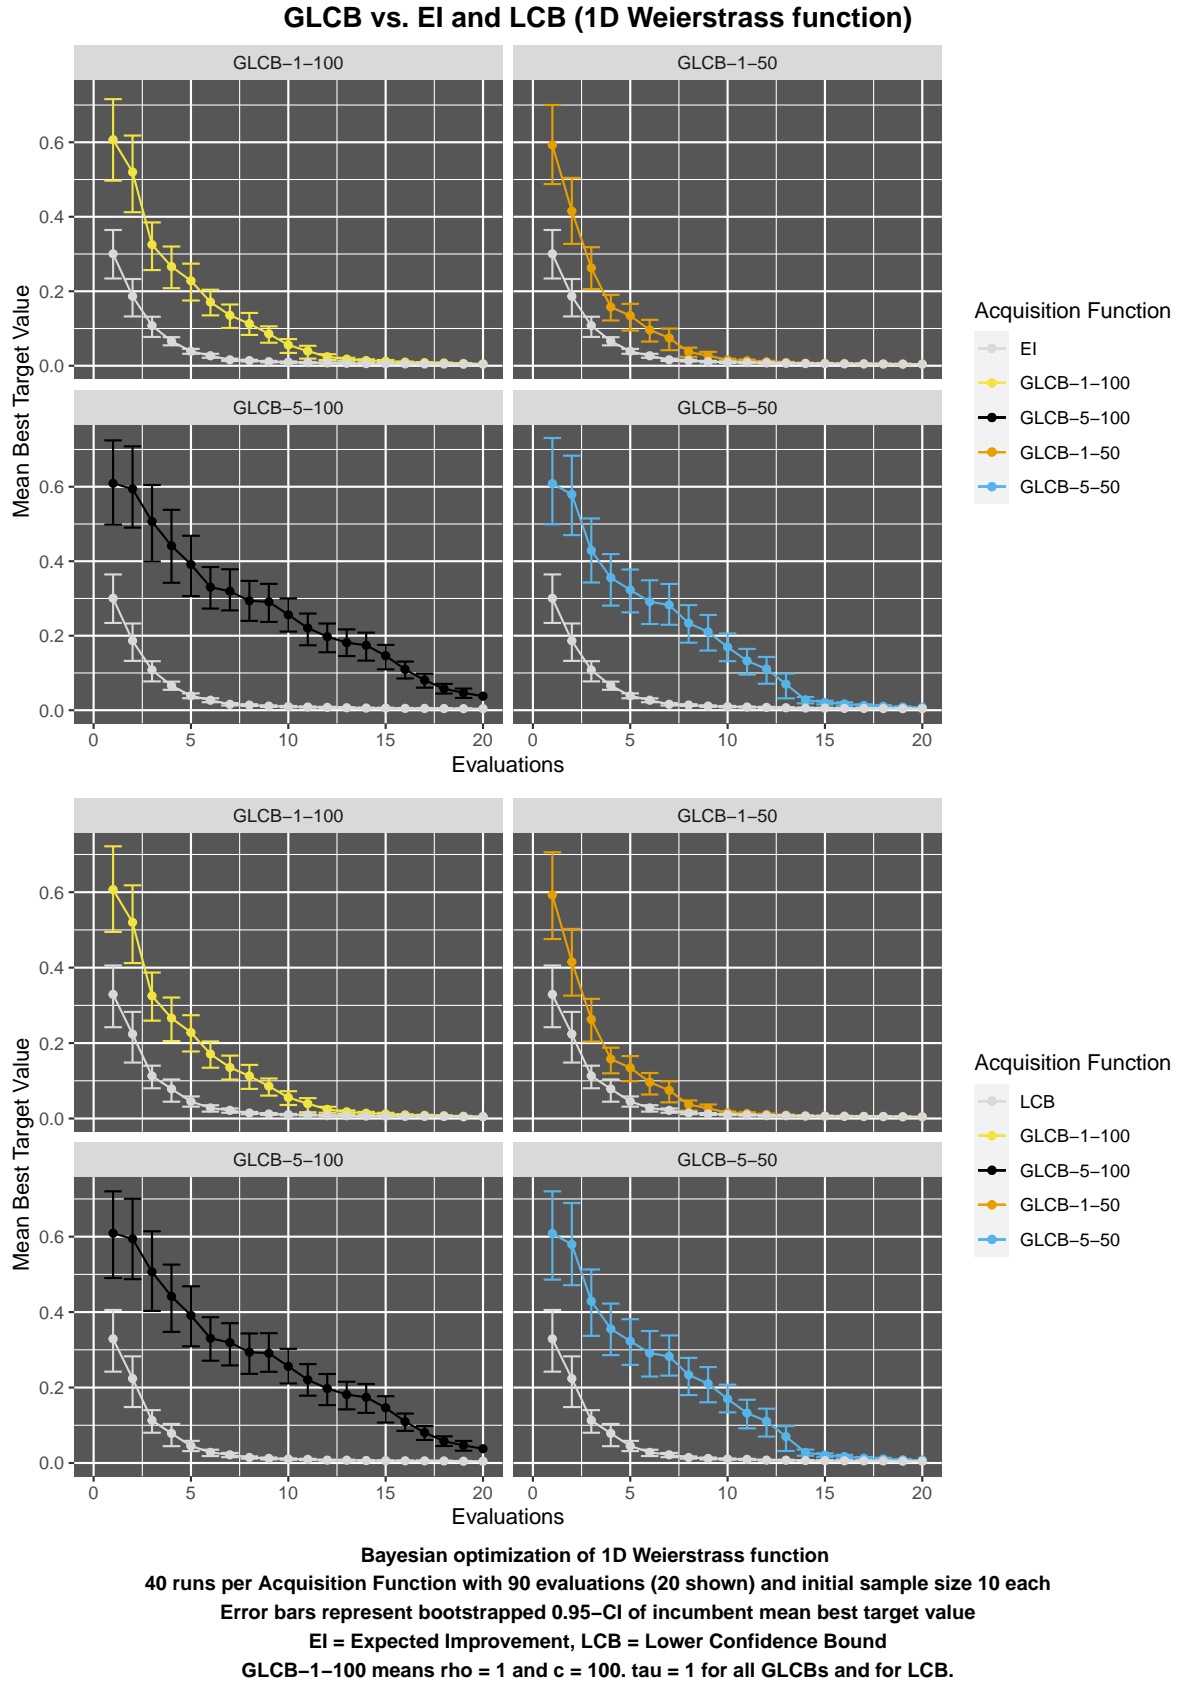 GLCB vs. EI and LCB (1D Weierstrass function)
GLCB−1−100
GLCB−1−50
0.6
0.4
0.2
0.0
GLCB−5−100
GLCB−5−50
0.6
0.4
0.2
0.0
0 5 10 15 20
0 5 10 15 20
Evaluations
Mean Best Target Value
Acquisition Function
EI
GLCB−1−100
GLCB−5−100
GLCB−1−50
GLCB−5−50
GLCB−1−100
GLCB−1−50
0.6
0.4
0.2
0.0
GLCB−5−100
GLCB−5−50
0.6
0.4
0.2
0.0
0 5 10 15 20
0 5 10 15 20
Evaluations
Mean Best Target Value
Acquisition Function
LCB
GLCB−1−100
GLCB−5−100
GLCB−1−50
GLCB−5−50
Bayesian optimization of 1D Weierstrass function
40 runs per Acquisition Function with 90 evaluations (20 shown) and initial sample size 10 each
Error bars represent bootstrapped 0.95−CI of incumbent mean best target value
EI = Expected Improvement, LCB = Lower Confidence Bound
GLCB−1−100 means rho = 1 and c = 100. tau = 1 for all GLCBs and for LCB.